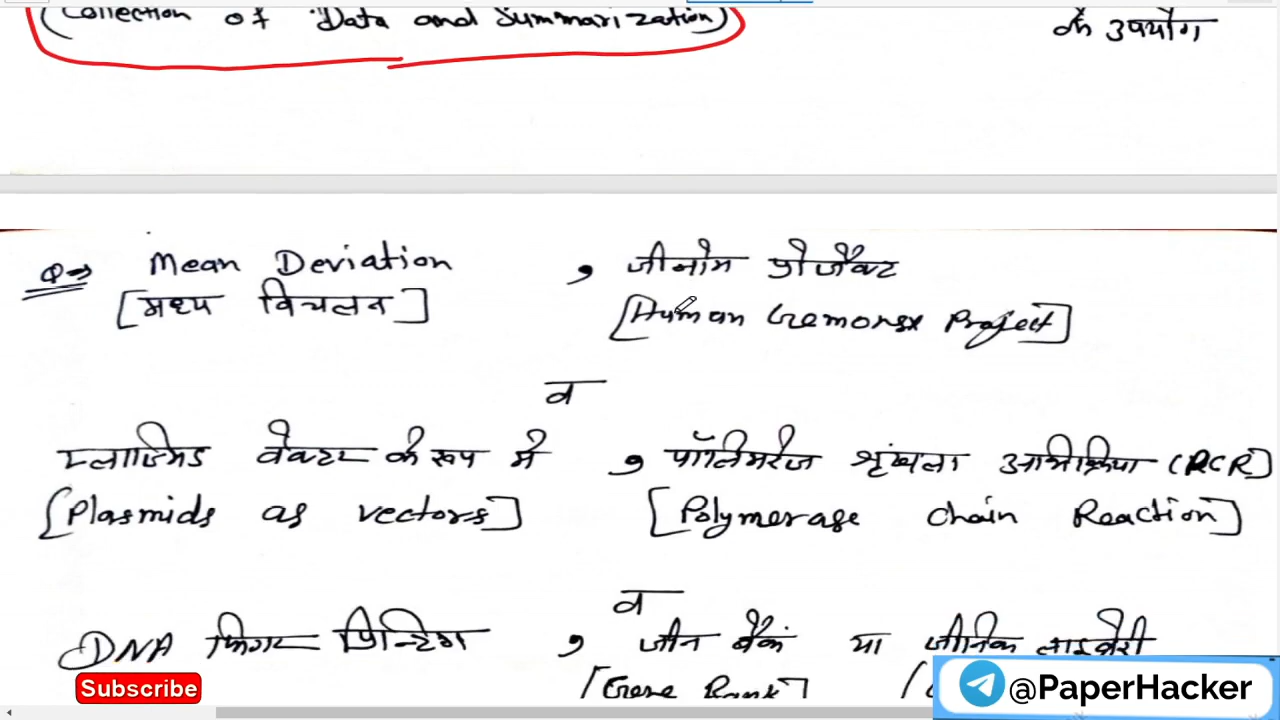 (Collection of Data and Summarization)
के उपयोग
Q⇒ Mean Deviation , जीनोम प्रोजैक्ट
[मध्य विचलन] [Human Project]
व
प्लाज्मिड वेक्टर के रूप में , पॉलिमरेज श्रृंखला अभिक्रिया (PCR)
[Plasmids as vectors] [Polymerase chain Reaction]
व
DNA फिंगर प्रिन्टिंग , जीन बैंक या जीनिक लाइब्रेरी
[Gene Bank] [
Subscribe
@PaperHacker